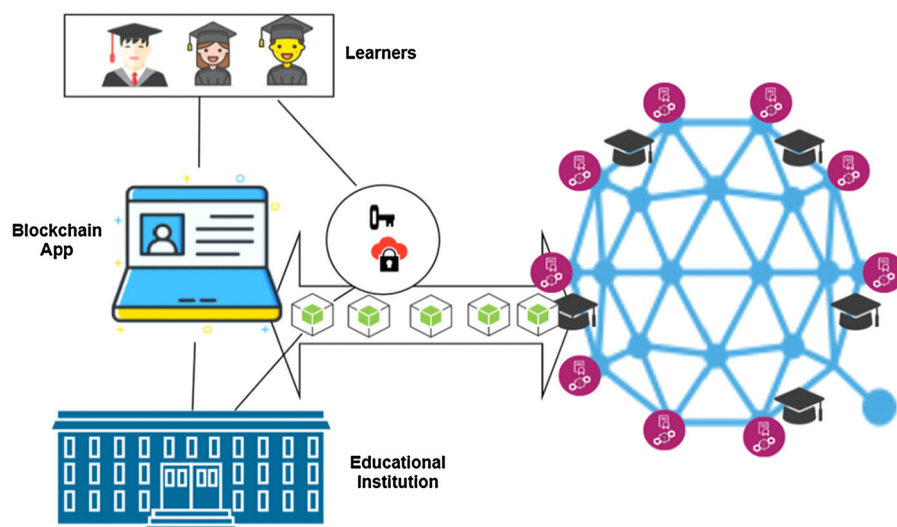 Learners
Blockchain
App
Educational
Institution